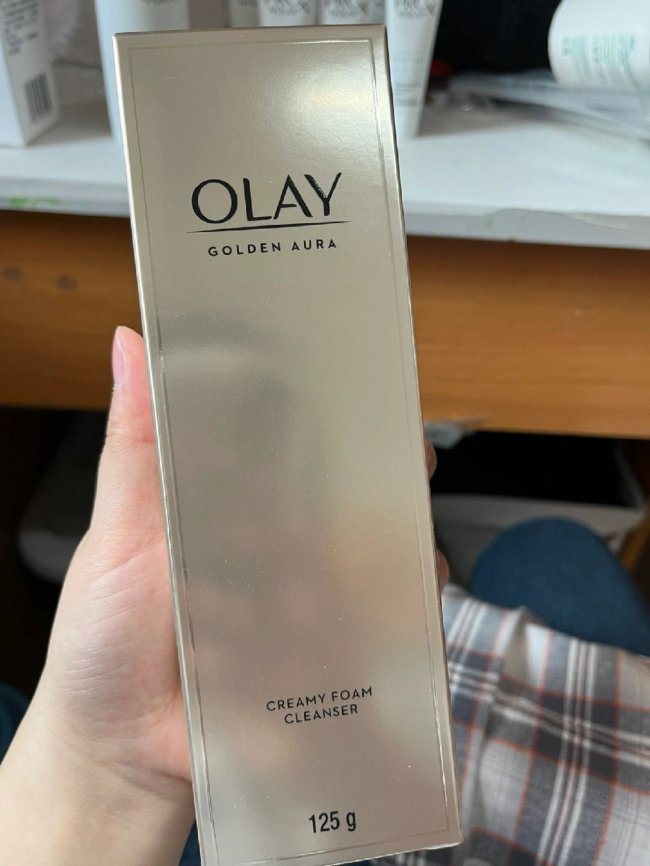 OLAY
GOLDEN AURA
CREAMY FOAM
CLEANSER
125 g